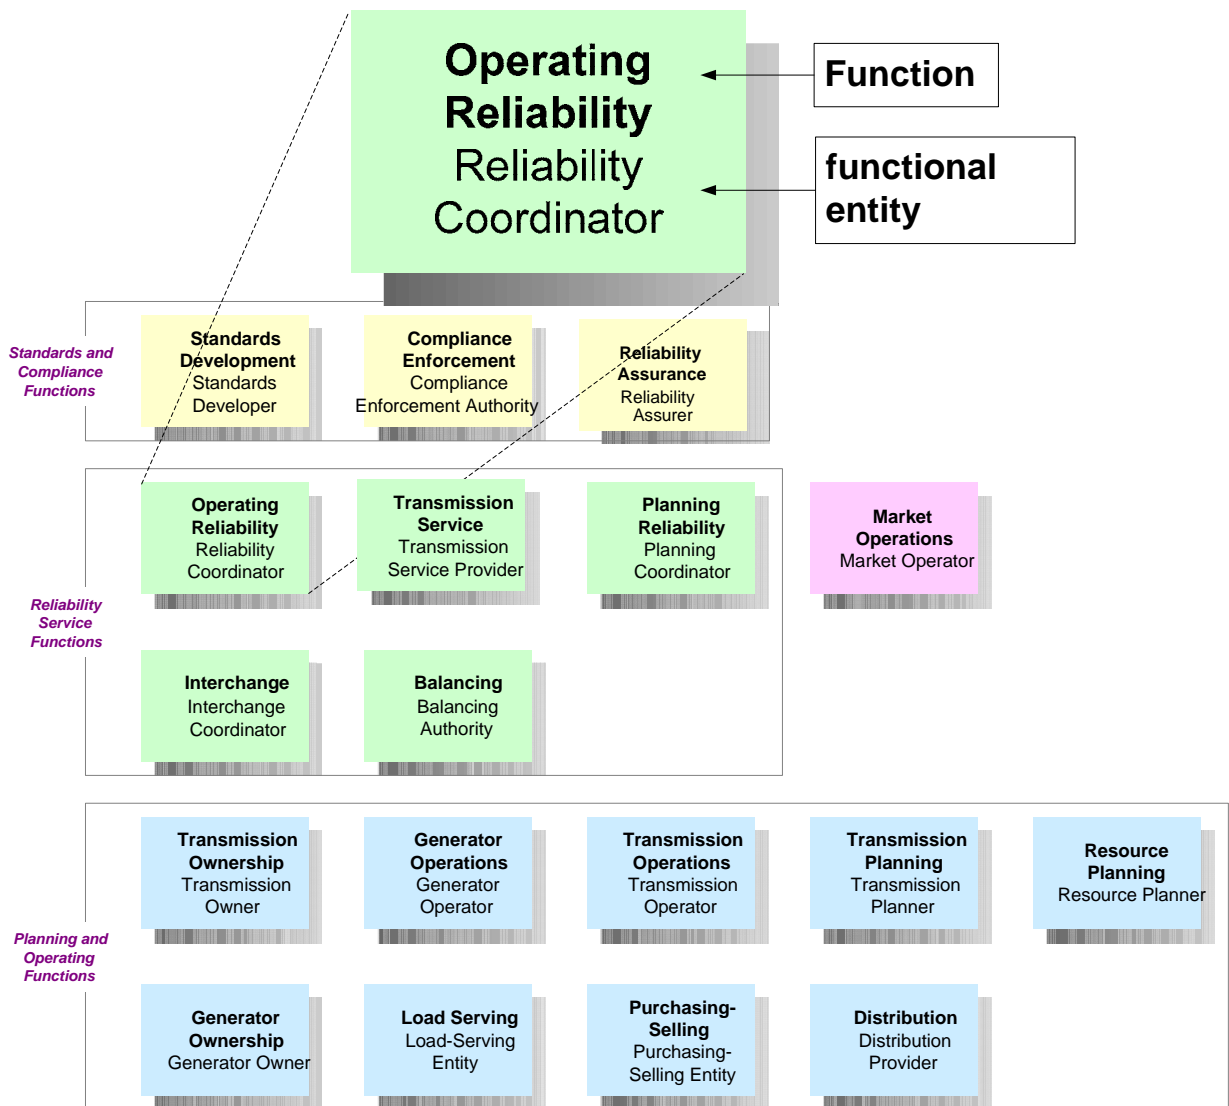 Operating
Reliability
Reliability
Coordinator
Function
functional
entity
Standards and
Compliance
Functions
Standards
Development
Standards
Developer
Compliance
Enforcement
Compliance
Enforcement Authority
Reliability
Assurance
Reliability
Assurer
Reliability
Service
Functions
Operating
Reliability
Reliability
Coordinator
Transmission
Service
Transmission
Service Provider
Planning
Reliability
Planning
Coordinator
Market
Operations
Market Operator
Interchange
Interchange
Coordinator
Balancing
Balancing
Authority
Planning and
Operating
Functions
Transmission
Ownership
Transmission
Owner
Generator
Operations
Generator
Operator
Transmission
Operations
Transmission
Operator
Transmission
Planning
Transmission
Planner
Resource
Planning
Resource Planner
Generator
Ownership
Generator Owner
Load Serving
Load-Serving
Entity
Purchasing-
Selling
Purchasing-
Selling Entity
Distribution
Distribution
Provider